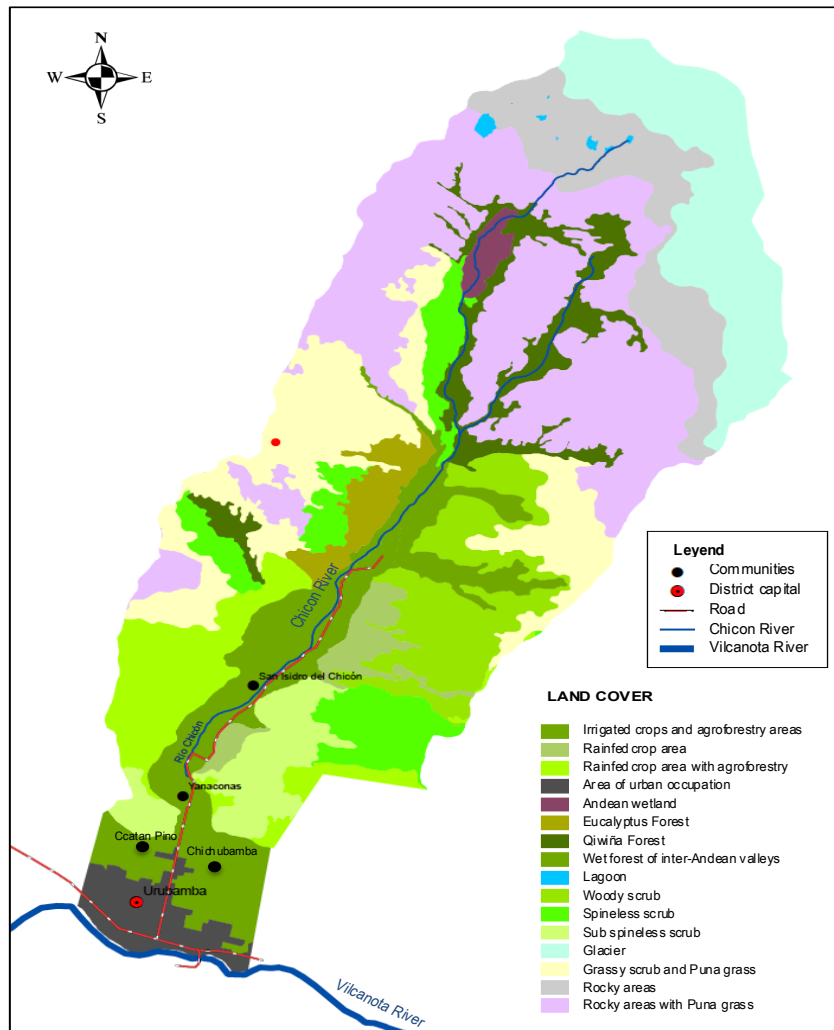 N
W E
S
Chicon River
San Isidro del Chicón
Río Chicón
Yanaconas
Ccatan Pino
Chichubamba
Urubamba
Vilcanota River
Leyend
Communities
District capital
Road
Chicon River
Vilcanota River
LAND COVER
Irrigated crops and agroforestry areas
Rainfed crop area
Rainfed crop area with agroforestry
Area of urban occupation
Andean wetland
Eucalyptus Forest
Qiwiña Forest
Wet forest of inter-Andean valleys
Lagoon
Woody scrub
Spineless scrub
Sub spineless scrub
Glacier
Grassy scrub and Puna grass
Rocky areas
Rocky areas with Puna grass